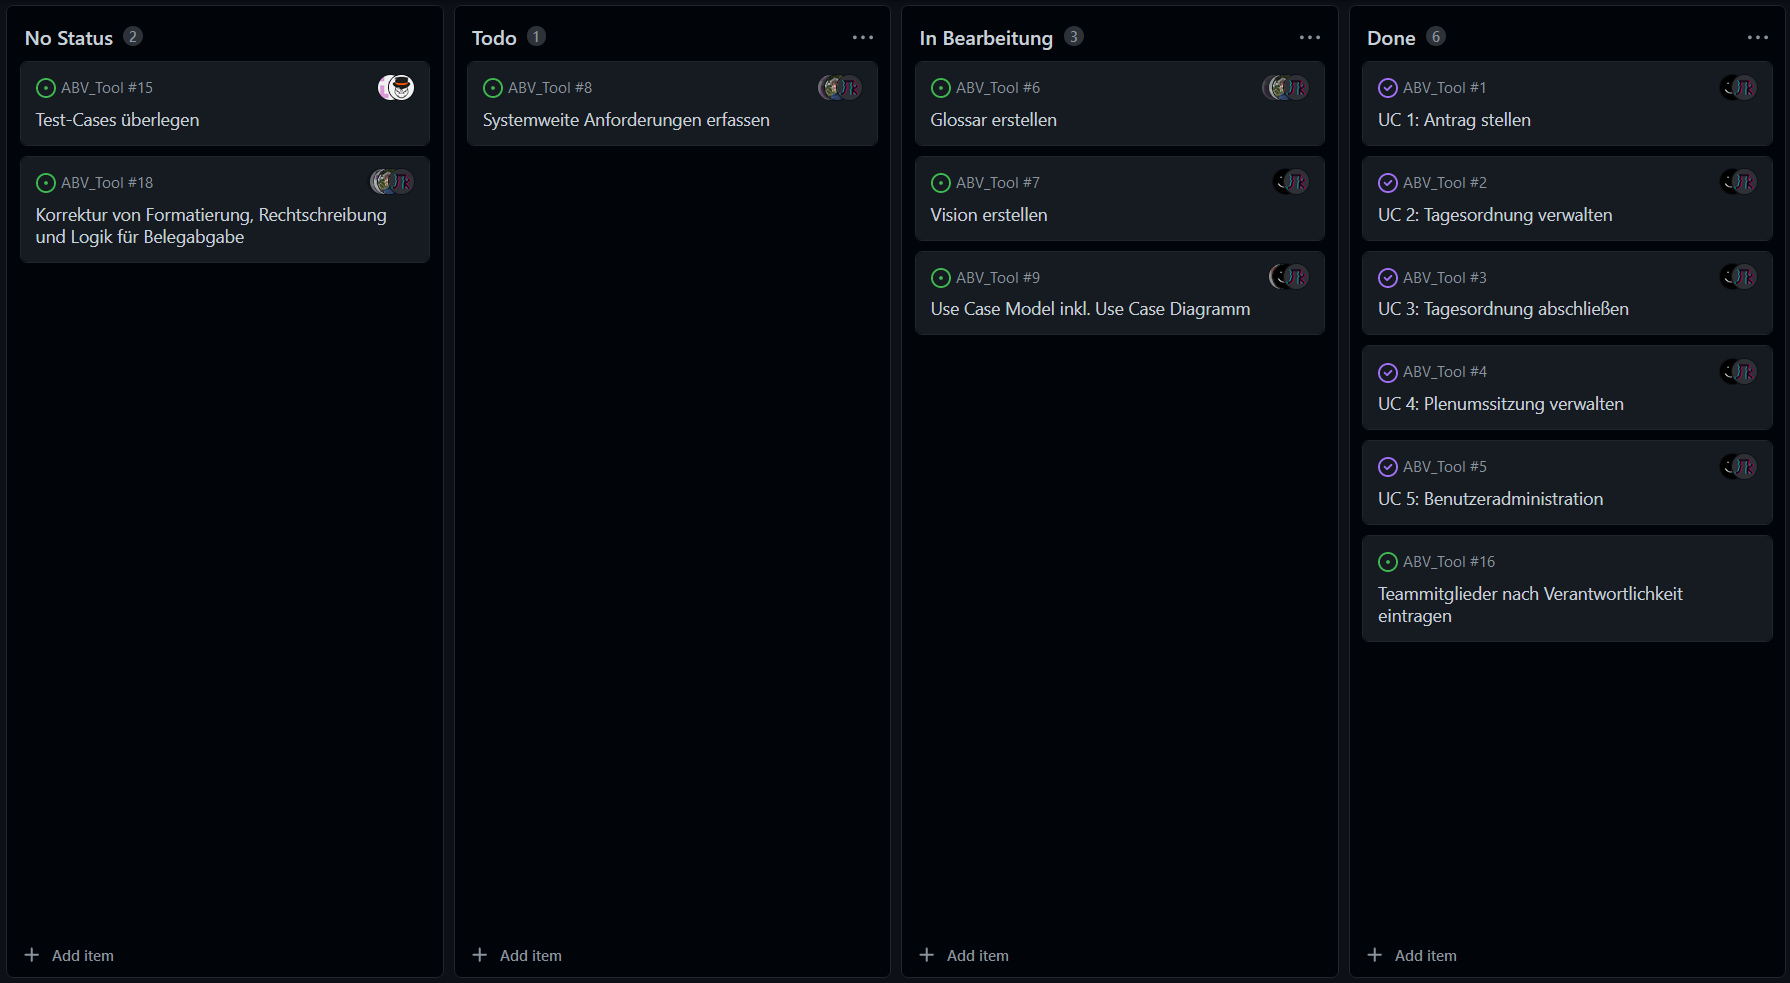 No Status 2
ABV_Tool #15
Test-Cases überlegen
ABV_Tool #18
Korrektur von Formatierung, Rechtschreibung
und Logik für Belegabgabe
Add item
Todo 1
ABV_Tool #8
Systemweite Anforderungen erfassen
Add item
In Bearbeitung 3
ABV_Tool #6
Glossar erstellen
ABV_Tool #7
Vision erstellen
ABV_Tool #9
Use Case Model inkl. Use Case Diagramm
Add item
Done 6
ABV_Tool #1
UC 1: Antrag stellen
ABV_Tool #2
UC 2: Tagesordnung verwalten
ABV_Tool #3
UC 3: Tagesordnung abschließen
ABV_Tool #4
UC 4: Plenumssitzung verwalten
ABV_Tool #5
UC 5: Benutzeradministration
ABV_Tool #16
Teammitglieder nach Verantwortlichkeit
eintragen
Add item